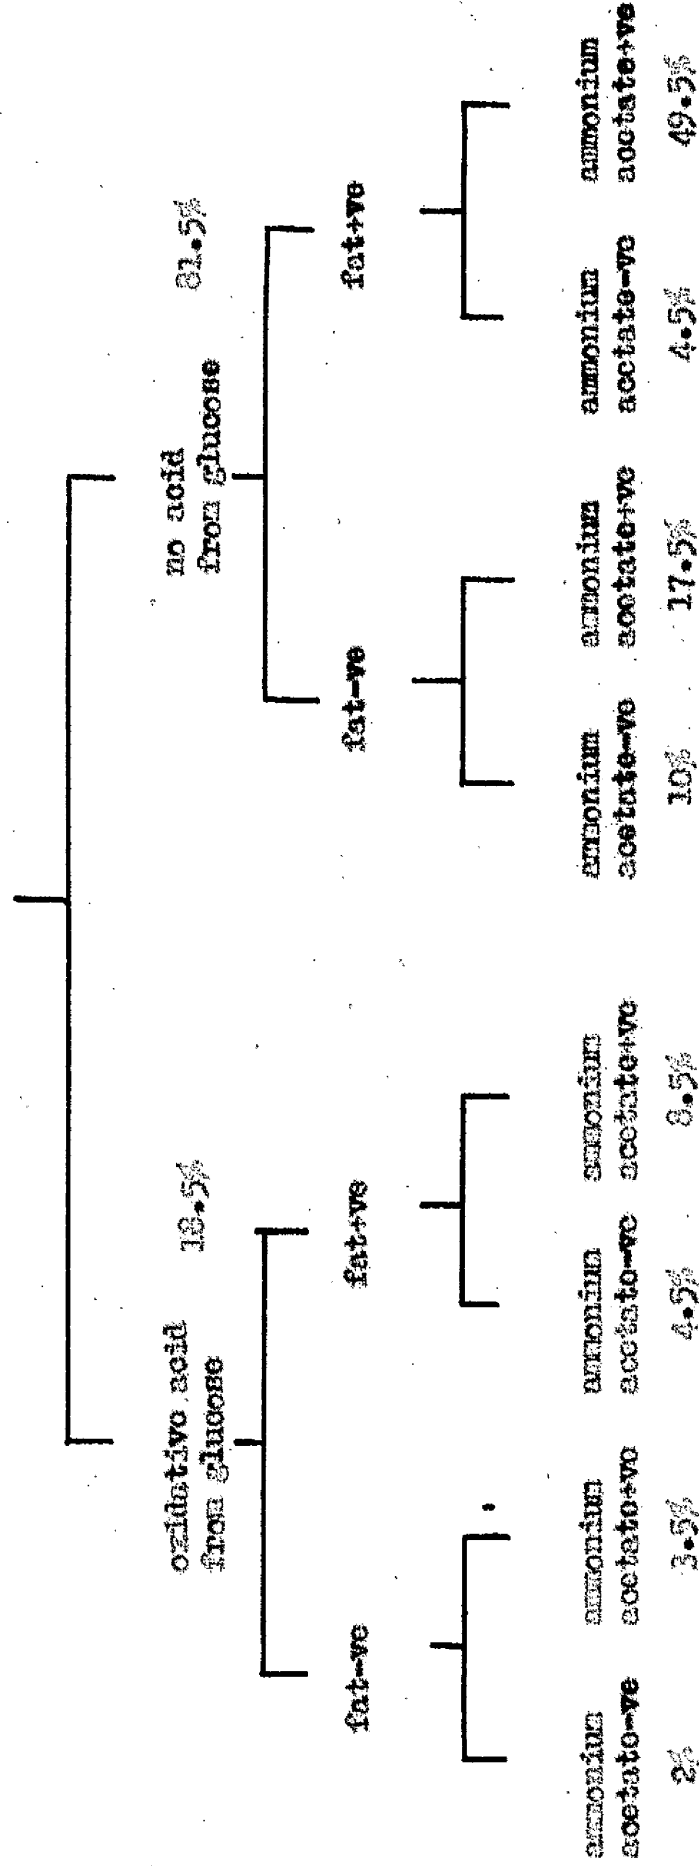 oxidative acid
from glucose
18.5%
no acid
from glucose
81.5%
fat-ve
fat+ve
fat-ve
fat+ve
ammonium
acetate-ve
ammonium
acetate+ve
ammonium
acetate-ve
ammonium
acetate+ve
ammonium
acetate-ve
ammonium
acetate+ve
ammonium
acetate-ve
ammonium
acetate+ve
2%
3.5%
4.5%
8.5%
10%
17.5%
4.5%
49.5%